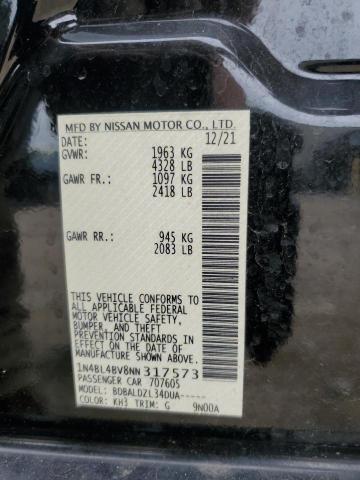 MFD BY NISSAN MOTOR CO., LTD.
DATE: 12/21
GVWR: 1963 KG
4328 LB
GAWR FR.: 1097 KG
2418 LB
GAWR RR.: 945 KG
2083 LB
THIS VEHICLE CONFORMS TO
ALL APPLICABLE FEDERAL
MOTOR VEHICLE SAFETY,
BUMPER, AND THEFT
PREVENTION STANDARDS
IN EFFECT ON THE DATE OF
MANUFACTURE SHOWN ABOVE.
1N4BL4BV8NN317573
PASSENGER CAR 707605
MODEL: BDBALDZL34DUA-----
COLOR: KH3 TRIM: G 9N00A